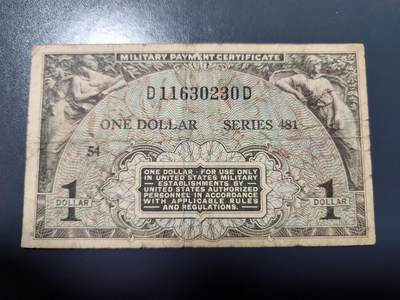 MILITARY PAYMENT CERTIFICATE
D11630230D
ONE DOLLAR SERIES 481
54
ONE DOLLAR - FOR USE ONLY
IN UNITED STATES MILITARY
ESTABLISHMENTS BY
UNITED STATES AUTHORIZED
PERSONNEL IN ACCORDANCE
WITH APPLICABLE RULES
AND REGULATIONS.
1
DOLLAR
1
DOLLAR